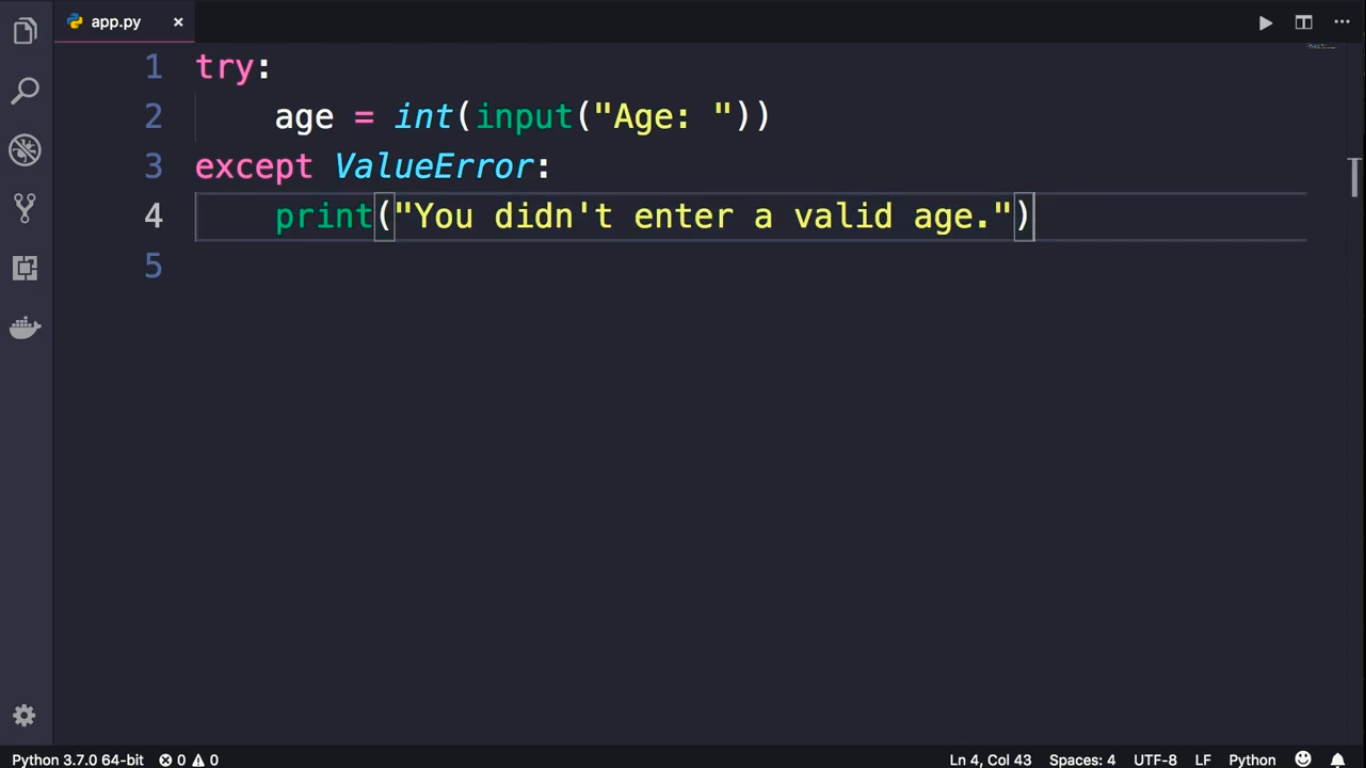 app.py
1 try:
2     age = int(input("Age: "))
3 except ValueError:
4     print("You didn't enter a valid age.")
5
Python 3.7.0 64-bit 0 0 Ln 4, Col 43 Spaces: 4 UTF-8 LF Python